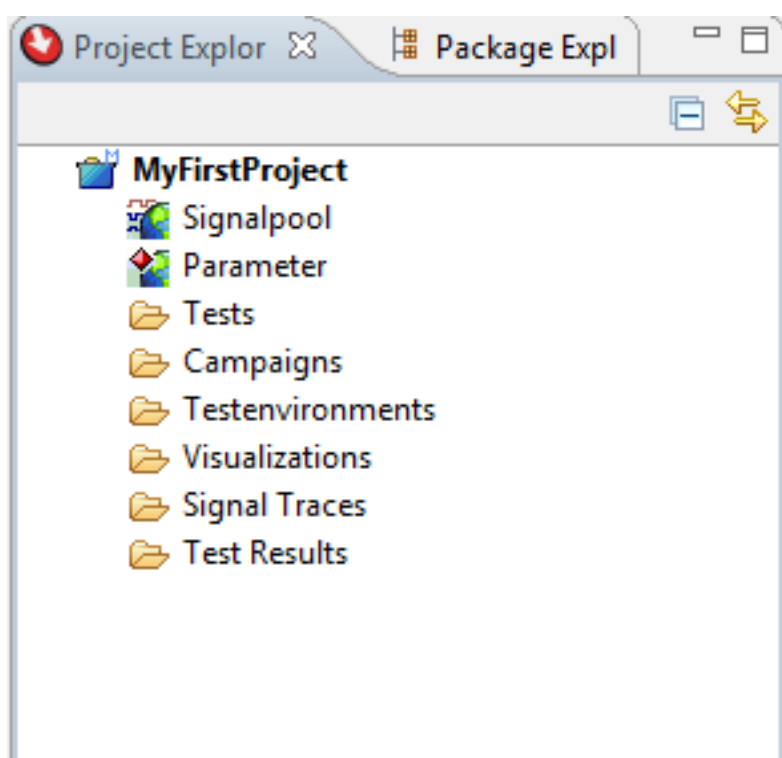 Project Explor Package Expl
MyFirstProject
Signalpool
Parameter
Tests
Campaigns
Testenvironments
Visualizations
Signal Traces
Test Results